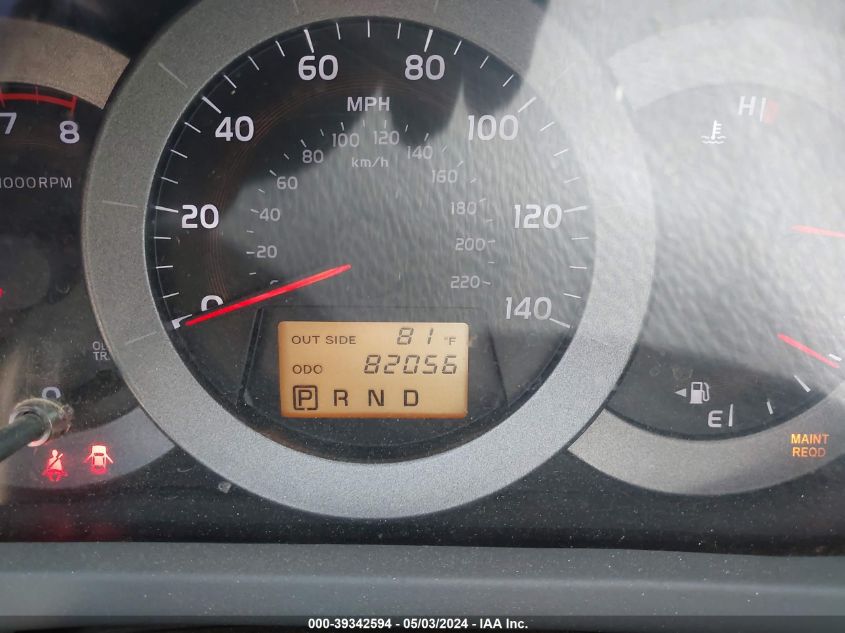 60 80
MPH
40 100
100 120
80 140
km/h
60 160
20 120
40 180
20 200
220
0 140
7 8
1000RPM
OUT SIDE 81°F
ODO 82056
P R N D
H
E
MAINT
REQD
000-39342594 - 05/03/2024 - IAA Inc.